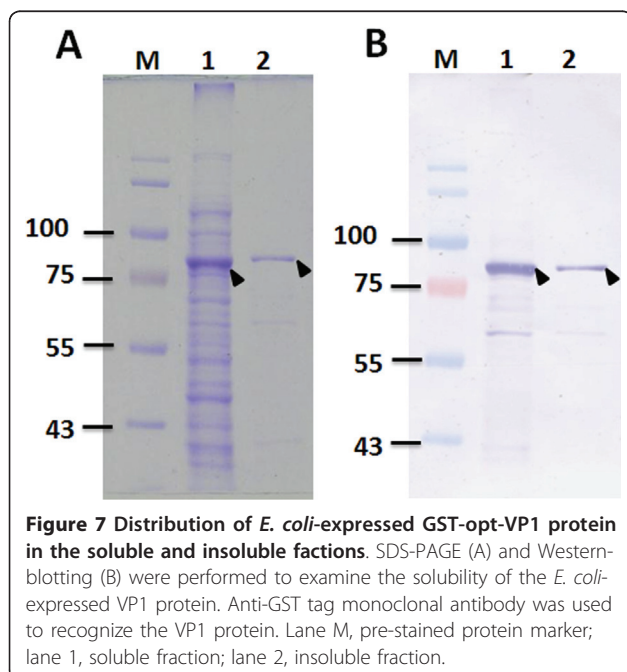 A
B
M 1 2
M 1 2
100
75
55
43
100
75
55
43
Figure 7 Distribution of E. coli-expressed GST-opt-VP1 protein
in the soluble and insoluble factions. SDS-PAGE (A) and Western-
blotting (B) were performed to examine the solubility of the E. coli-
expressed VP1 protein. Anti-GST tag monoclonal antibody was used
to recognize the VP1 protein. Lane M, pre-stained protein marker;
lane 1, soluble fraction; lane 2, insoluble fraction.